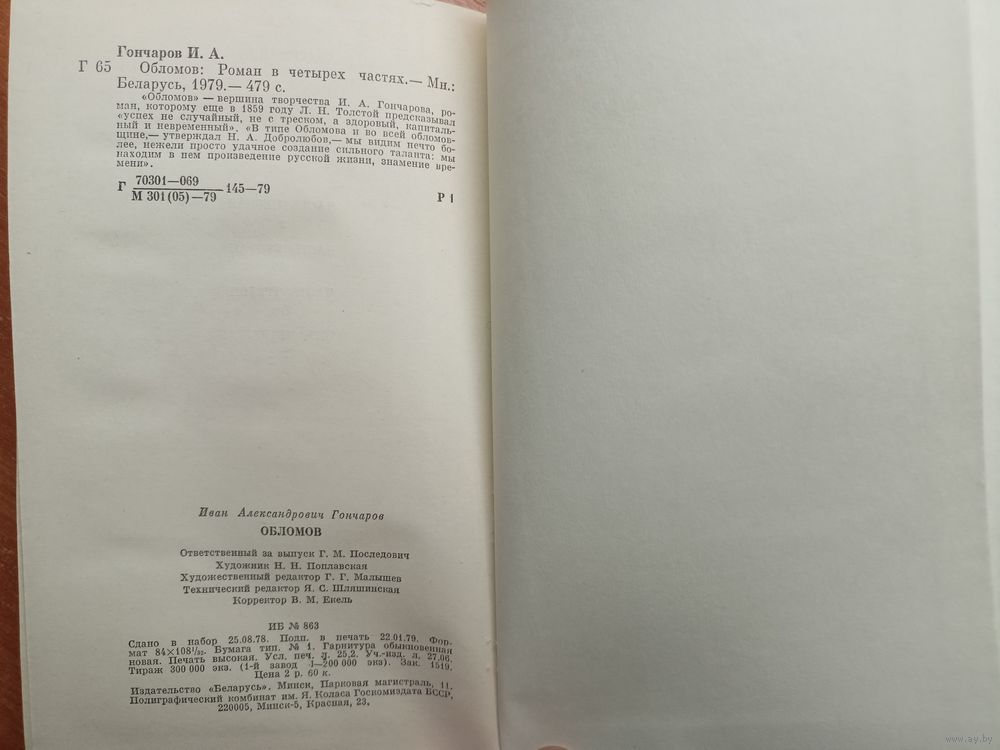 Гончаров И. А.
Г 65 Обломов: Роман в четырех частях.— Мн.:
Беларусь, 1979.— 479 с.
«Обломов» — вершина творчества И. А. Гончарова, ро-
ман, которому еще в 1859 году Л. Н. Толстой предсказывал
«успех не случайный, не с треском, а здоровый, капиталь-
ный и невременный». «В типе Обломова и во всей обломов-
щине,— утверждал Н. А. Добролюбов,— мы видим нечто бо-
лее, нежели просто удачное создание сильного таланта: мы
находим в нем произведение русской жизни, знамение вре-
мени».
Г 70301—069
М 301(05)—79 145—79 Р 1
Иван Александрович Гончаров
ОБЛОМОВ
Ответственный за выпуск Г. М. Последович
Художник Н. Н. Поплавская
Художественный редактор Г. Г. Малышев
Технический редактор Я. С. Шляшинская
Корректор В. М. Екель
ИБ № 863
Сдано в набор 25.08.78. Подп. в печать 22.01.79. Фор-
мат 84×108¹/₃₂. Бумага тип. № 1. Гарнитура обыкновенная
новая. Печать высокая. Усл. печ. л. 25,2. Уч.-изд. л. 27,06.
Тираж 300 000 экз. (1-й завод 1—200 000 экз). Зак. 1519.
Цена 2 р. 60 к.
Издательство «Беларусь». Минск, Парковая магистраль, 11.
Полиграфический комбинат им. Я. Коласа Госкомиздата БССР,
220005, Минск-5, Красная, 23.
www.ay.by